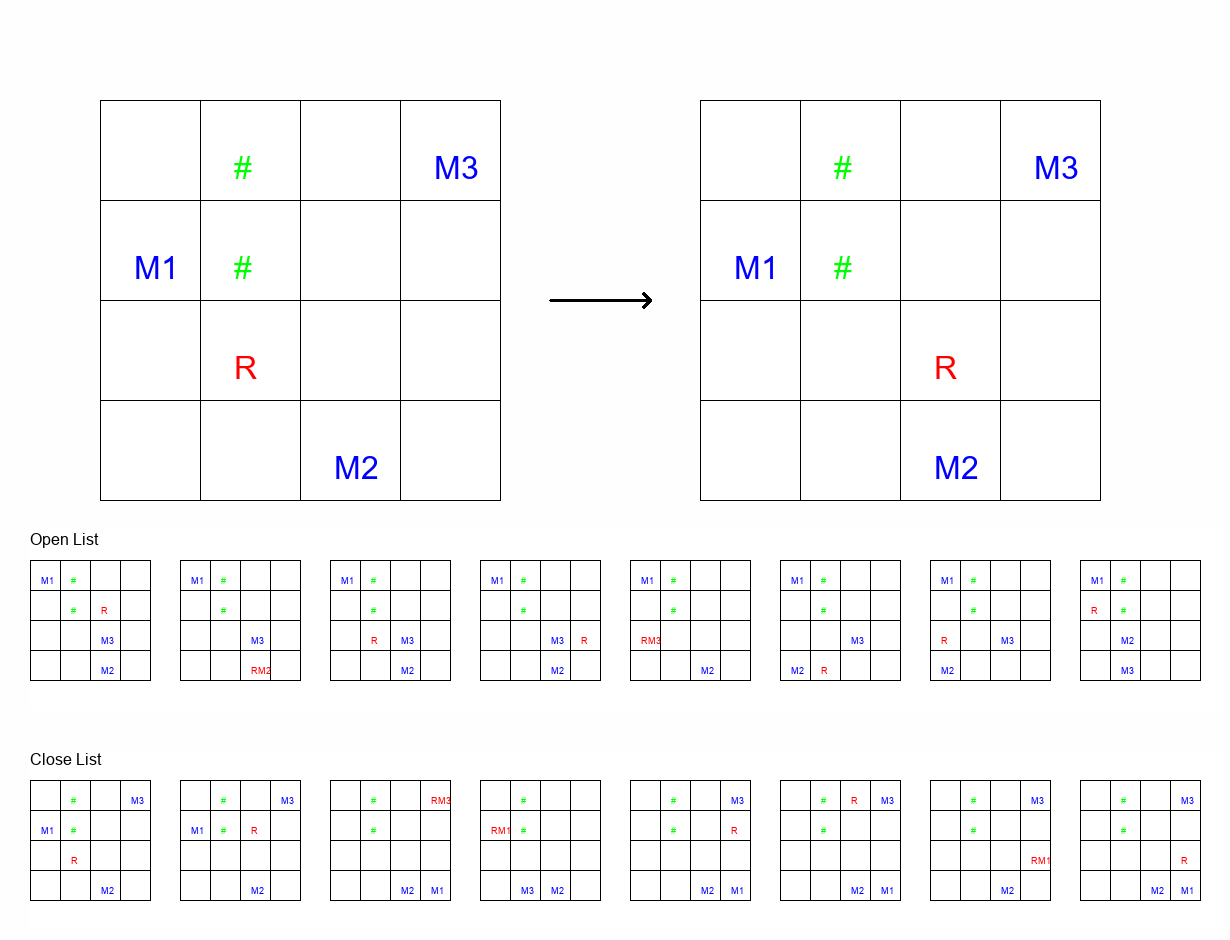 # M3 # M3
M1 # M1 #
R R
M2 M2
Open List
M1 # M1 # M1 # M1 # M1 # M1 # M1 # M1 #
# R # # # # # # R #
M3 M3 R M3 M3 R RM3 M3 R M3 M2
M2 RM2 M2 M2 M2 M2 R M2 M3
Close List
# M3 # M3 # RM3 # # M3 # R M3 # M3 # M3
M1 # M1 # R # RM1 # # R # # #
R RM1 R
M2 M2 M2 M1 M3 M2 M2 M1 M2 M1 M2 M2 M1